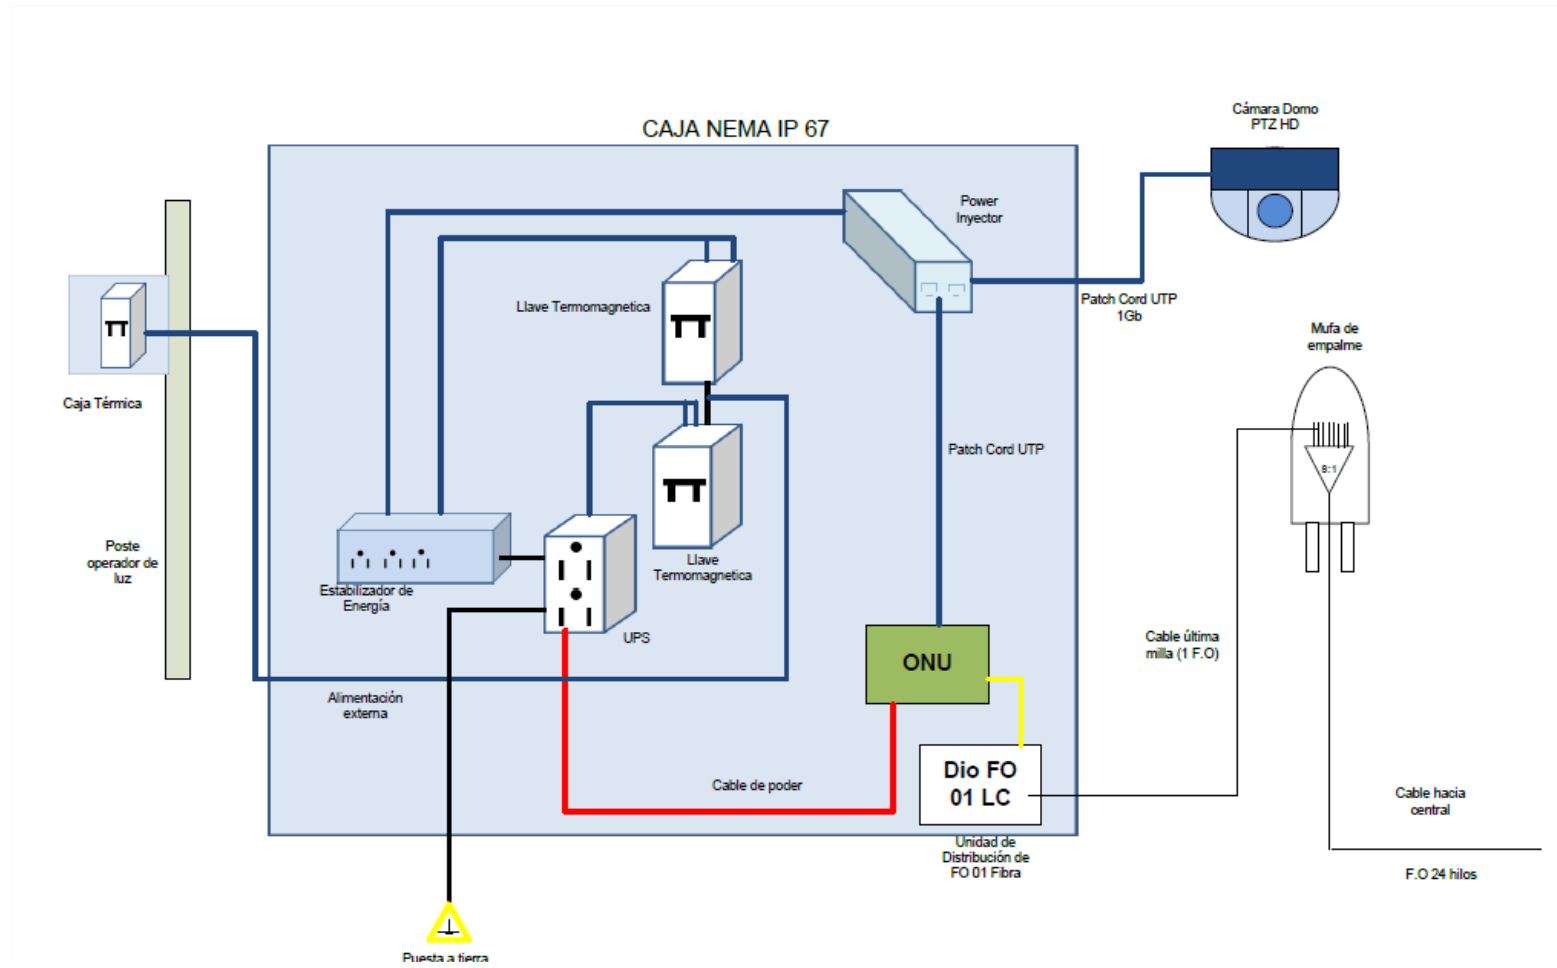 CAJA NEMA IP 67
Cámara Domo
PTZ HD
Power
Inyector
Llave Termomagnetica
Patch Cord UTP
1Gb
Mufa de
empalme
Caja Térmica
Patch Cord UTP
8:1
Poste
operador de
luz
Llave
Termomagnetica
Estabilizador de
Energía
UPS
Cable última
milla (1 F.O)
ONU
Alimentación
externa
Dio FO
01 LC
Cable de poder
Cable hacia
central
Unidad de
Distribución de
FO 01 Fibra
F.O 24 hilos
Puesta a tierra